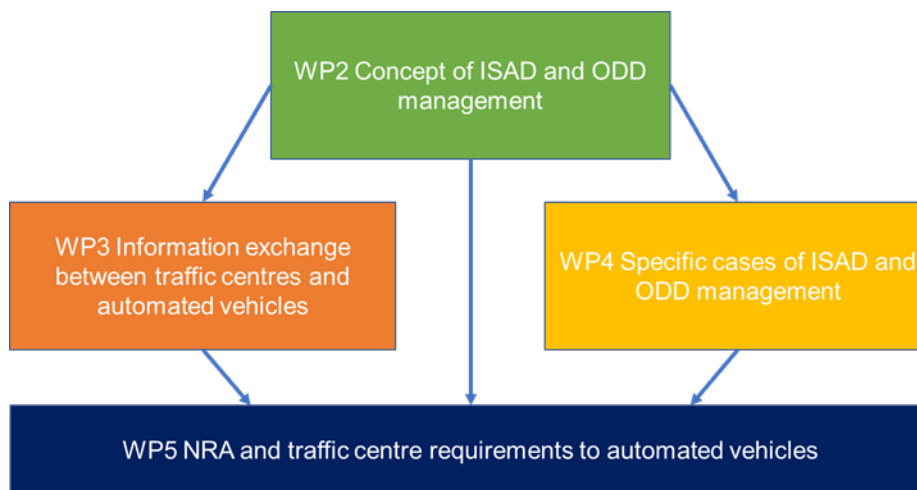 WP2 Concept of ISAD and ODD
management
WP3 Information exchange
between traffic centres and
automated vehicles
WP4 Specific cases of ISAD and
ODD management
WP5 NRA and traffic centre requirements to automated vehicles